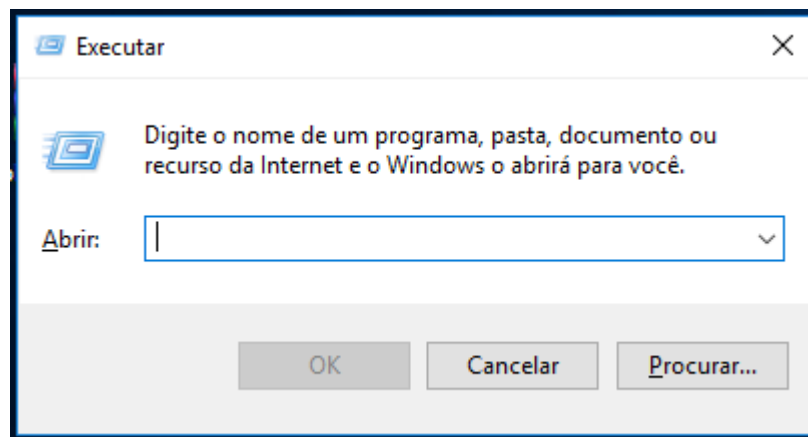 Executar
Digite o nome de um programa, pasta, documento ou
recurso da Internet e o Windows o abrirá para você.
Abrir:
OK
Cancelar
Procurar...